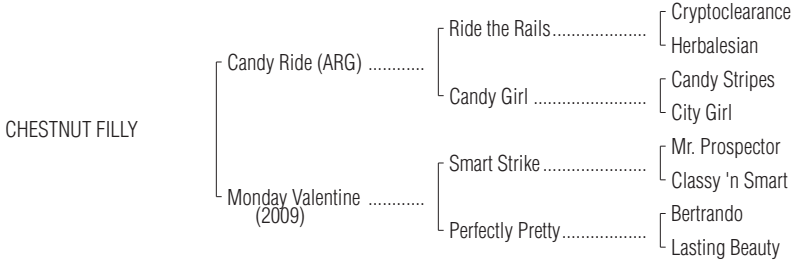 Cryptoclearance
Ride the Rails....................
Herbalesian
Candy Ride (ARG) ............
Candy Stripes
Candy Girl ........................
City Girl
CHESTNUT FILLY
Mr. Prospector
Smart Strike......................
Classy 'n Smart
Monday Valentine ............
(2009)
Bertrando
Perfectly Pretty..................
Lasting Beauty